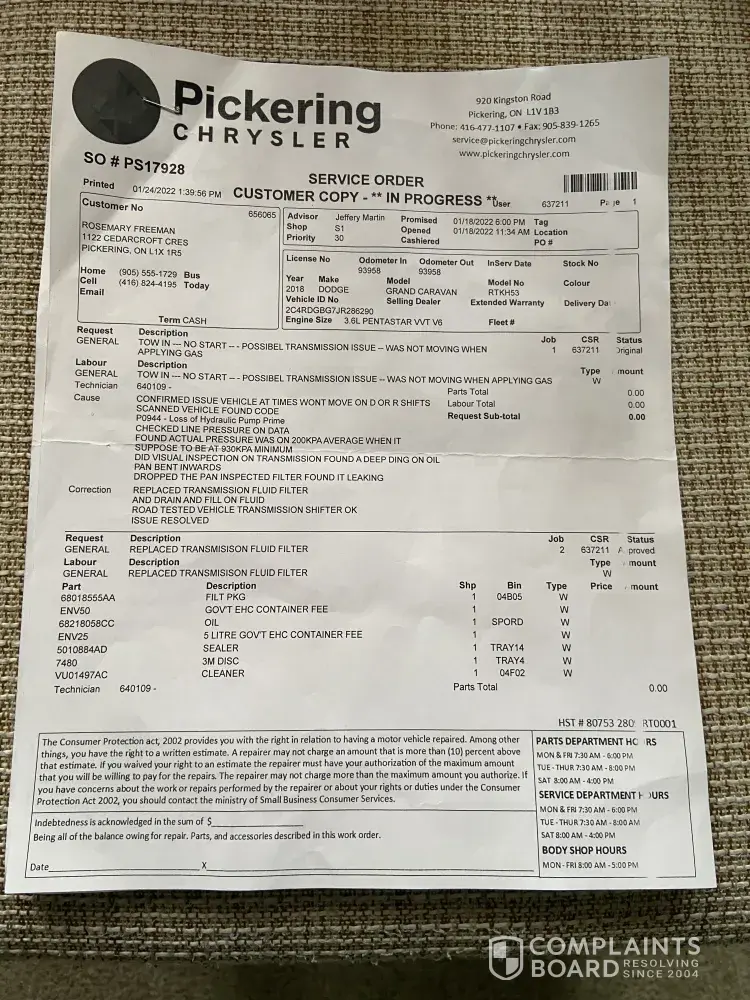 Pickering
CHRYSLER
920 Kingston Road
Pickering, ON L1V 1B3
Phone: 416-477-1107 • Fax: 905-839-1265
service@pickeringchrysler.com
www.pickeringchrysler.com
SO # PS17928
SERVICE ORDER
Printed 01/24/2022 1:39:56 PM CUSTOMER COPY - ** IN PROGRESS ** User 637211 Page 1
Customer No 656065
ROSEMARY FREEMAN
1122 CEDARCROFT CRES
PICKERING, ON L1X 1R5
Home (905) 555-1729 Bus
Cell (416) 824-4195 Today
Email
Term CASH
Advisor Jeffery Martin Promised 01/18/2022 6:00 PM Tag
Shop S1 Opened 01/18/2022 11:34 AM Location
Priority 30 Cashiered PO #
License No Odometer In Odometer Out InServ Date Stock No
93958 93958
Year Make Model Model No Colour
2018 DODGE GRAND CARAVAN RTKH53
Vehicle ID No Selling Dealer Extended Warranty Delivery Da
2C4RDGBG7JR286290
Engine Size 3.6L PENTASTAR VVT V6 Fleet #
Request Description Job CSR Status
GENERAL TOW IN --- NO START -- - POSSIBEL TRANSMISSION ISSUE -- WAS NOT MOVING WHEN 1 637211 Original
APPLYING GAS
Labour Description Type mount
GENERAL TOW IN --- NO START -- - POSSIBEL TRANSMISSION ISSUE -- WAS NOT MOVING WHEN APPLYING GAS W
Technician 640109 - Parts Total 0.00
Cause CONFIRMED ISSUE VEHICLE AT TIMES WONT MOVE ON D OR R SHIFTS Labour Total 0.00
SCANNED VEHICLE FOUND CODE Request Sub-total 0.00
P0944 - Loss of Hydraulic Pump Prime
CHECKED LINE PRESSURE ON DATA
FOUND ACTUAL PRESSURE WAS ON 200KPA AVERAGE WHEN IT
SUPPOSE TO BE AT 930KPA MINIMUM
DID VISUAL INSPECTION ON TRANSMISSION FOUND A DEEP DING ON OIL
PAN BENT INWARDS
DROPPED THE PAN INSPECTED FILTER FOUND IT LEAKING
Correction REPLACED TRANSMISSION FLUID FILTER
AND DRAIN AND FILL ON FLUID
ROAD TESTED VEHICLE TRANSMISSION SHIFTER OK
ISSUE RESOLVED
Request Description Job CSR Status
GENERAL REPLACED TRANSMISISON FLUID FILTER 2 637211 A proved
Labour Description Type mount
GENERAL REPLACED TRANSMISISON FLUID FILTER W
Part Description Shp Bin Type Price mount
68018555AA FILT PKG 1 04B05 W
ENV50 GOV'T EHC CONTAINER FEE 1 W
68218058CC OIL 1 SPORD W
ENV25 5 LITRE GOV'T EHC CONTAINER FEE 1 W
5010884AD SEALER 1 TRAY14 W
7480 3M DISC 1 TRAY4 W
VU01497AC CLEANER 1 04F02 W
Technician 640109 - Parts Total 0.00
HST # 80753 280 RT0001
The Consumer Protection act, 2002 provides you with the right in relation to having a motor vehicle repaired. Among other
things, you have the right to a written estimate. A repairer may not charge an amount that is more than (10) percent above
that estimate. If you waived your right to an estimate the repairer must have your authorization of the maximum amount
that you will be willing to pay for the repairs. The repairer may not charge more than the maximum amount you authorize. If
you have concerns about the work or repairs performed by the repairer or about your rights or duties under the Consumer
Protection Act 2002, you should contact the ministry of Small Business Consumer Services.
Indebtedness is acknowledged in the sum of $
Being all of the balance owing for repair. Parts, and accessories described in this work order.
Date X
PARTS DEPARTMENT HO RS
MON & FRI 7:30 AM - 6:00 PM
TUE - THUR 7:30 AM - 8:00 PM
SAT 8:00 AM - 4:00 PM
SERVICE DEPARTMENT H OURS
MON & FRI 7:30 AM - 6:00 PM
TUE - THUR 7:30 AM - 8:00 AM
SAT 8:00 AM - 4:00 PM
BODY SHOP HOURS
MON - FRI 8:00 AM - 5:00 PM
COMPLAINTS
BOARD RESOLVING
SINCE 2004